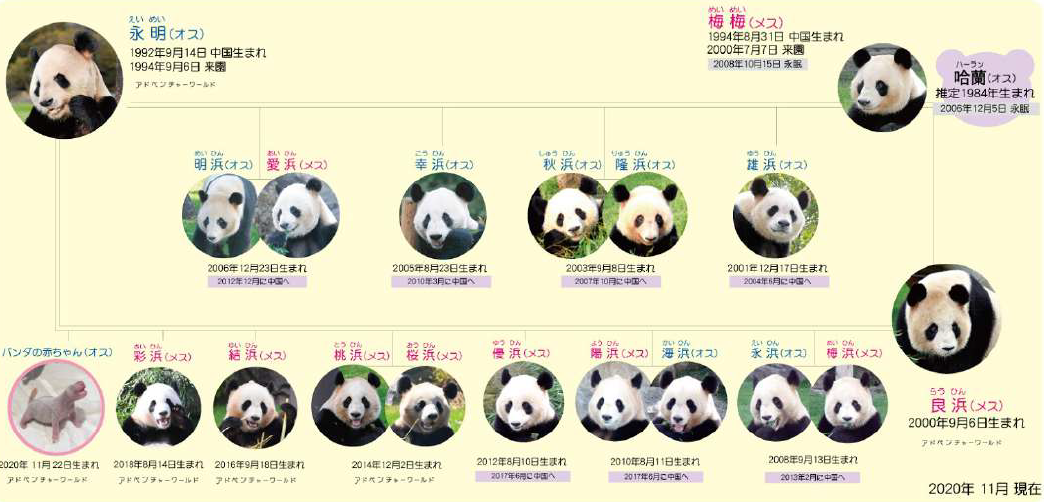 えい めい
永 明(オス)
1992年9月14日 中国生まれ
1994年9月6日 来園
アドベンチャーワールド
めい めい
梅 梅(メス)
1994年8月31日 中国生まれ
2000年7月7日 来園
2008年10月15日 永眠
ハーラン
哈蘭(オス)
推定1984年生まれ
2006年12月5日 永眠
めい ひん
明 浜(オス)
あい ひん
愛 浜(メス)
2006年12月23日生まれ
2012年12月に中国へ
こう ひん
幸 浜(オス)
2005年8月23日生まれ
2010年3月に中国へ
しゅう ひん
秋 浜(オス)
りゅう ひん
隆 浜(オス)
2003年9月8日生まれ
2007年10月に中国へ
ゆう ひん
雄 浜(オス)
2001年12月17日生まれ
2004年6月に中国へ
らう ひん
良 浜(メス)
2000年9月6日生まれ
アドベンチャーワールド
パンダの赤ちゃん(オス)
2020年 11月22日生まれ
アドベンチャーワールド
さい ひん
彩 浜(メス)
2018年8月14日生まれ
アドベンチャーワールド
ゆい ひん
結 浜(メス)
2016年9月18日生まれ
アドベンチャーワールド
とう ひん
桃 浜(メス)
おう ひん
桜 浜(メス)
2014年12月2日生まれ
アドベンチャーワールド
ゆう ひん
優 浜(メス)
2012年8月10日生まれ
2017年6月に中国へ
よう ひん
陽 浜(メス)
かい ひん
海 浜(オス)
2010年8月11日生まれ
2017年6月に中国へ
えい ひん
永 浜(オス)
めい ひん
梅 浜(メス)
2008年9月13日生まれ
2013年2月に中国へ
2020年 11月 現在